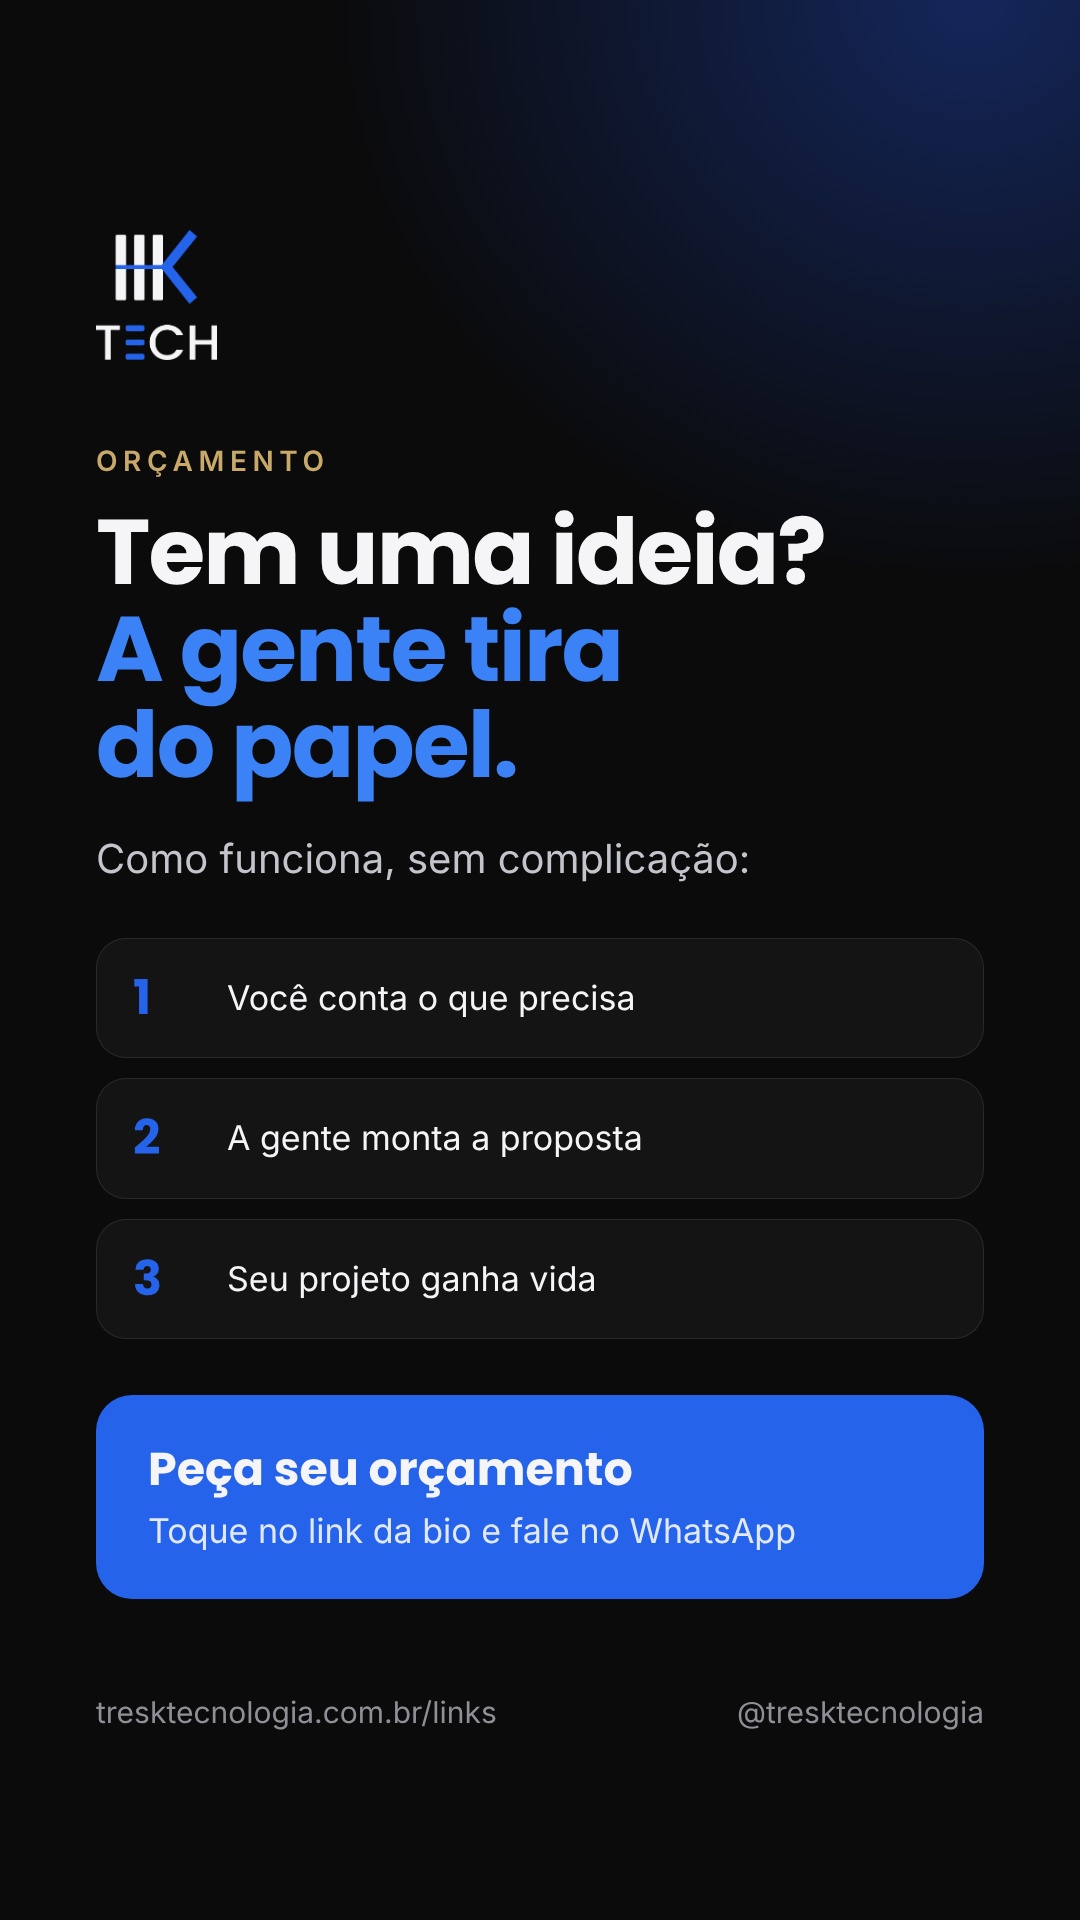 TECH
ORÇAMENTO
Tem uma ideia?
A gente tira
do papel.
Como funciona, sem complicação:
1 Você conta o que precisa
2 A gente monta a proposta
3 Seu projeto ganha vida
Peça seu orçamento
Toque no link da bio e fale no WhatsApp
tresktecnologia.com.br/links @tresktecnologia